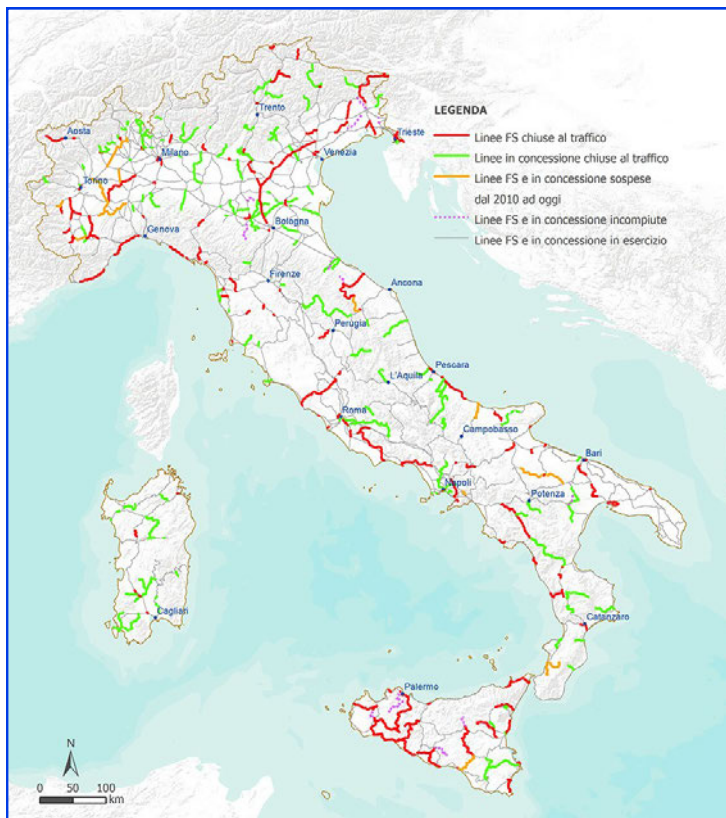 Aosta
Trento
Milano
Trieste
Torino
Venezia
Genova
Bologna
Firenze
Ancona
Perugia
L'Aquila
Pescara
Roma
Campobasso
Bari
Napoli
Potenza
Cagliari
Catanzaro
Palermo
LEGENDA
Linee FS chiuse al traffico
Linee in concessione chiuse al traffico
Linee FS e in concessione sospese
dal 2010 ad oggi
Linee FS e in concessione incompiute
Linee FS e in concessione in esercizio
N
0 50 100
km